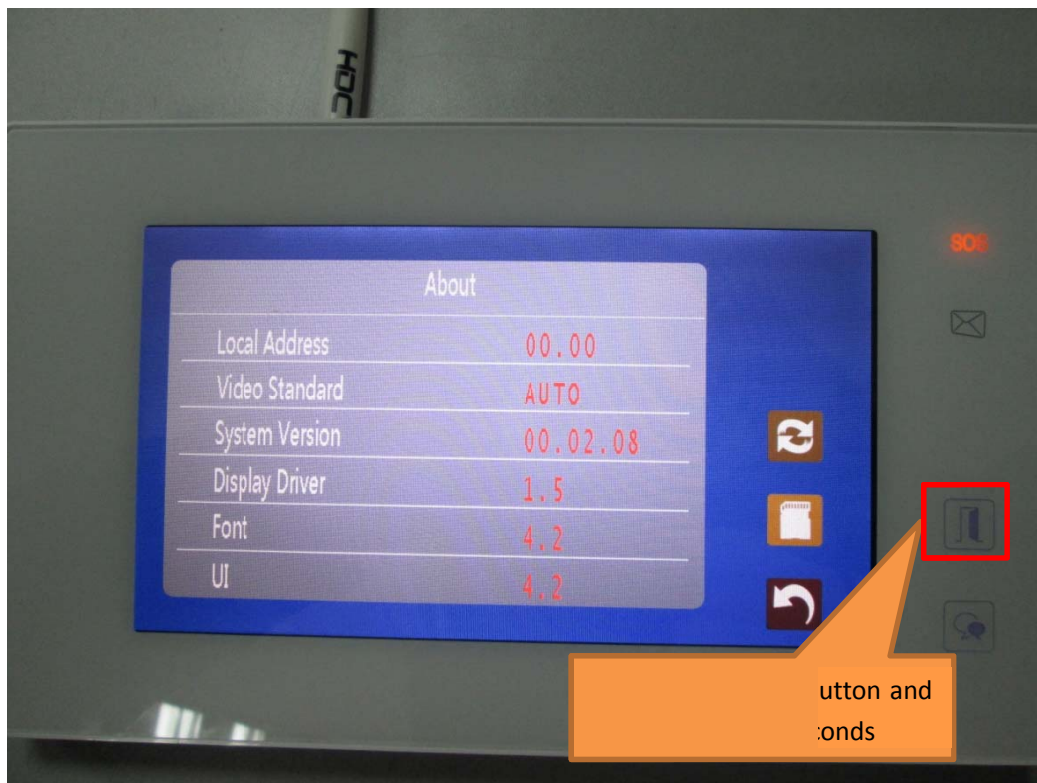 HDC
SOS
About
Local Address 00.00
Video Standard AUTO
System Version 00.02.08
Display Driver 1.5
Font 4.2
UI 4.2
utton and
onds